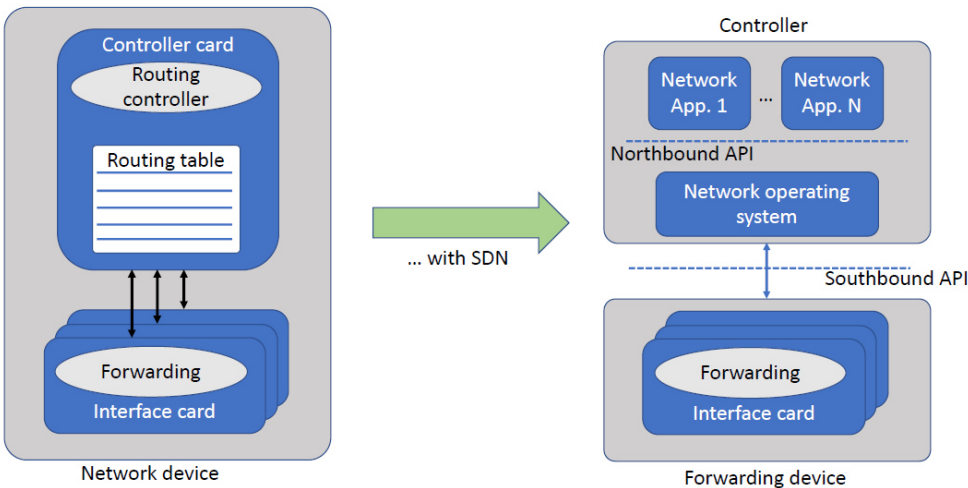 Controller card
Routing
controller
Routing table
Forwarding
Interface card
Network device
... with SDN
Controller
Network
App. 1
...
Network
App. N
Northbound API
Network operating
system
Southbound API
Forwarding
Interface card
Forwarding device